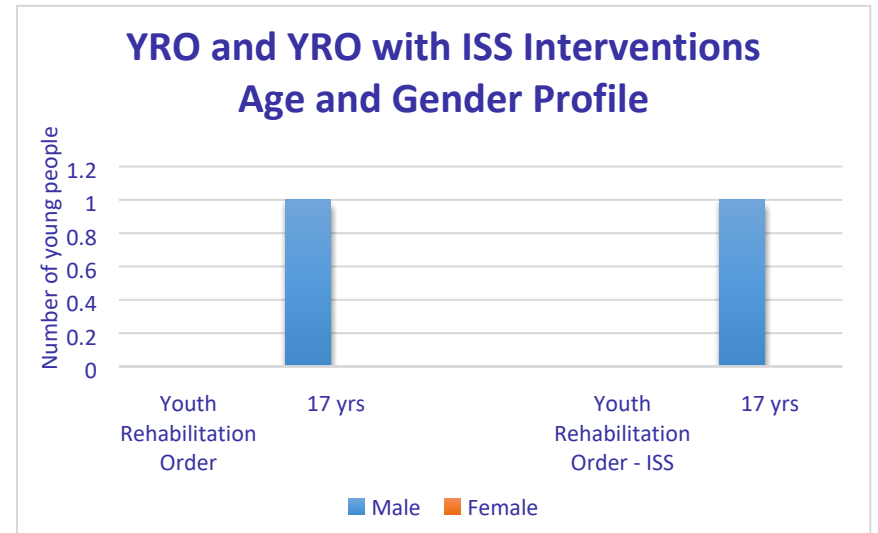 YRO and YRO with ISS Interventions
Age and Gender Profile
Number of young people
1.2
1
0.8
0.6
0.4
0.2
0
Youth
Rehabilitation
Order
17 yrs
Youth
Rehabilitation
Order - ISS
17 yrs
Male
Female